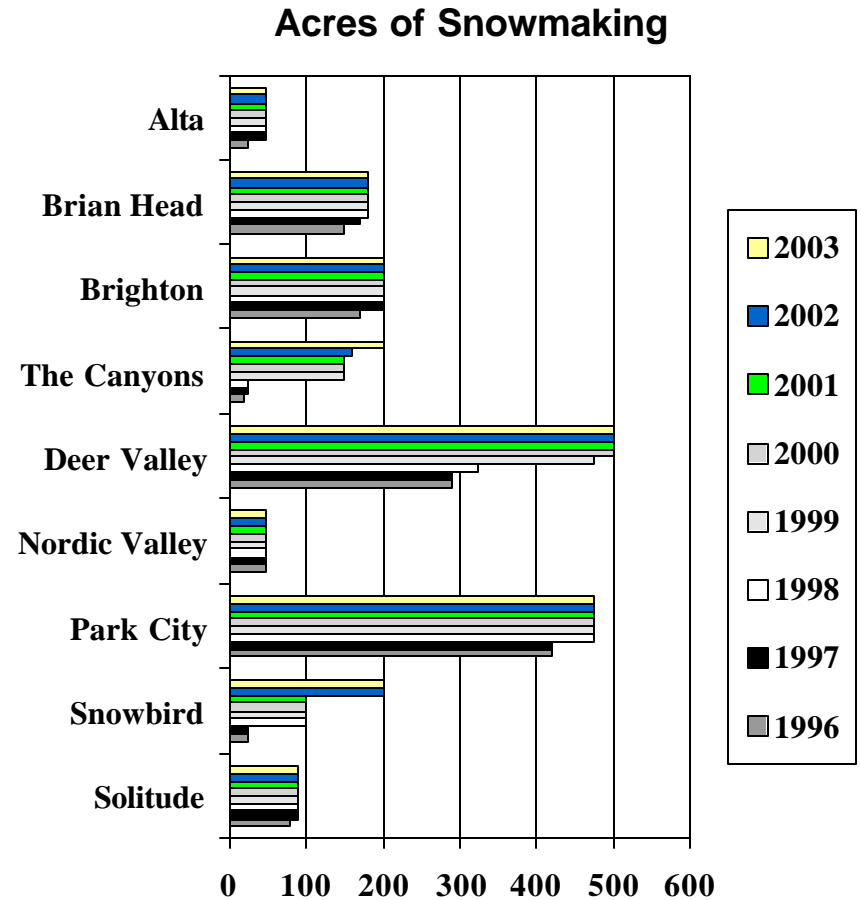 Acres of Snowmaking
Alta
Brian Head
Brighton
The Canyons
Deer Valley
Nordic Valley
Park City
Snowbird
Solitude
0 100 200 300 400 500 600
2003
2002
2001
2000
1999
1998
1997
1996